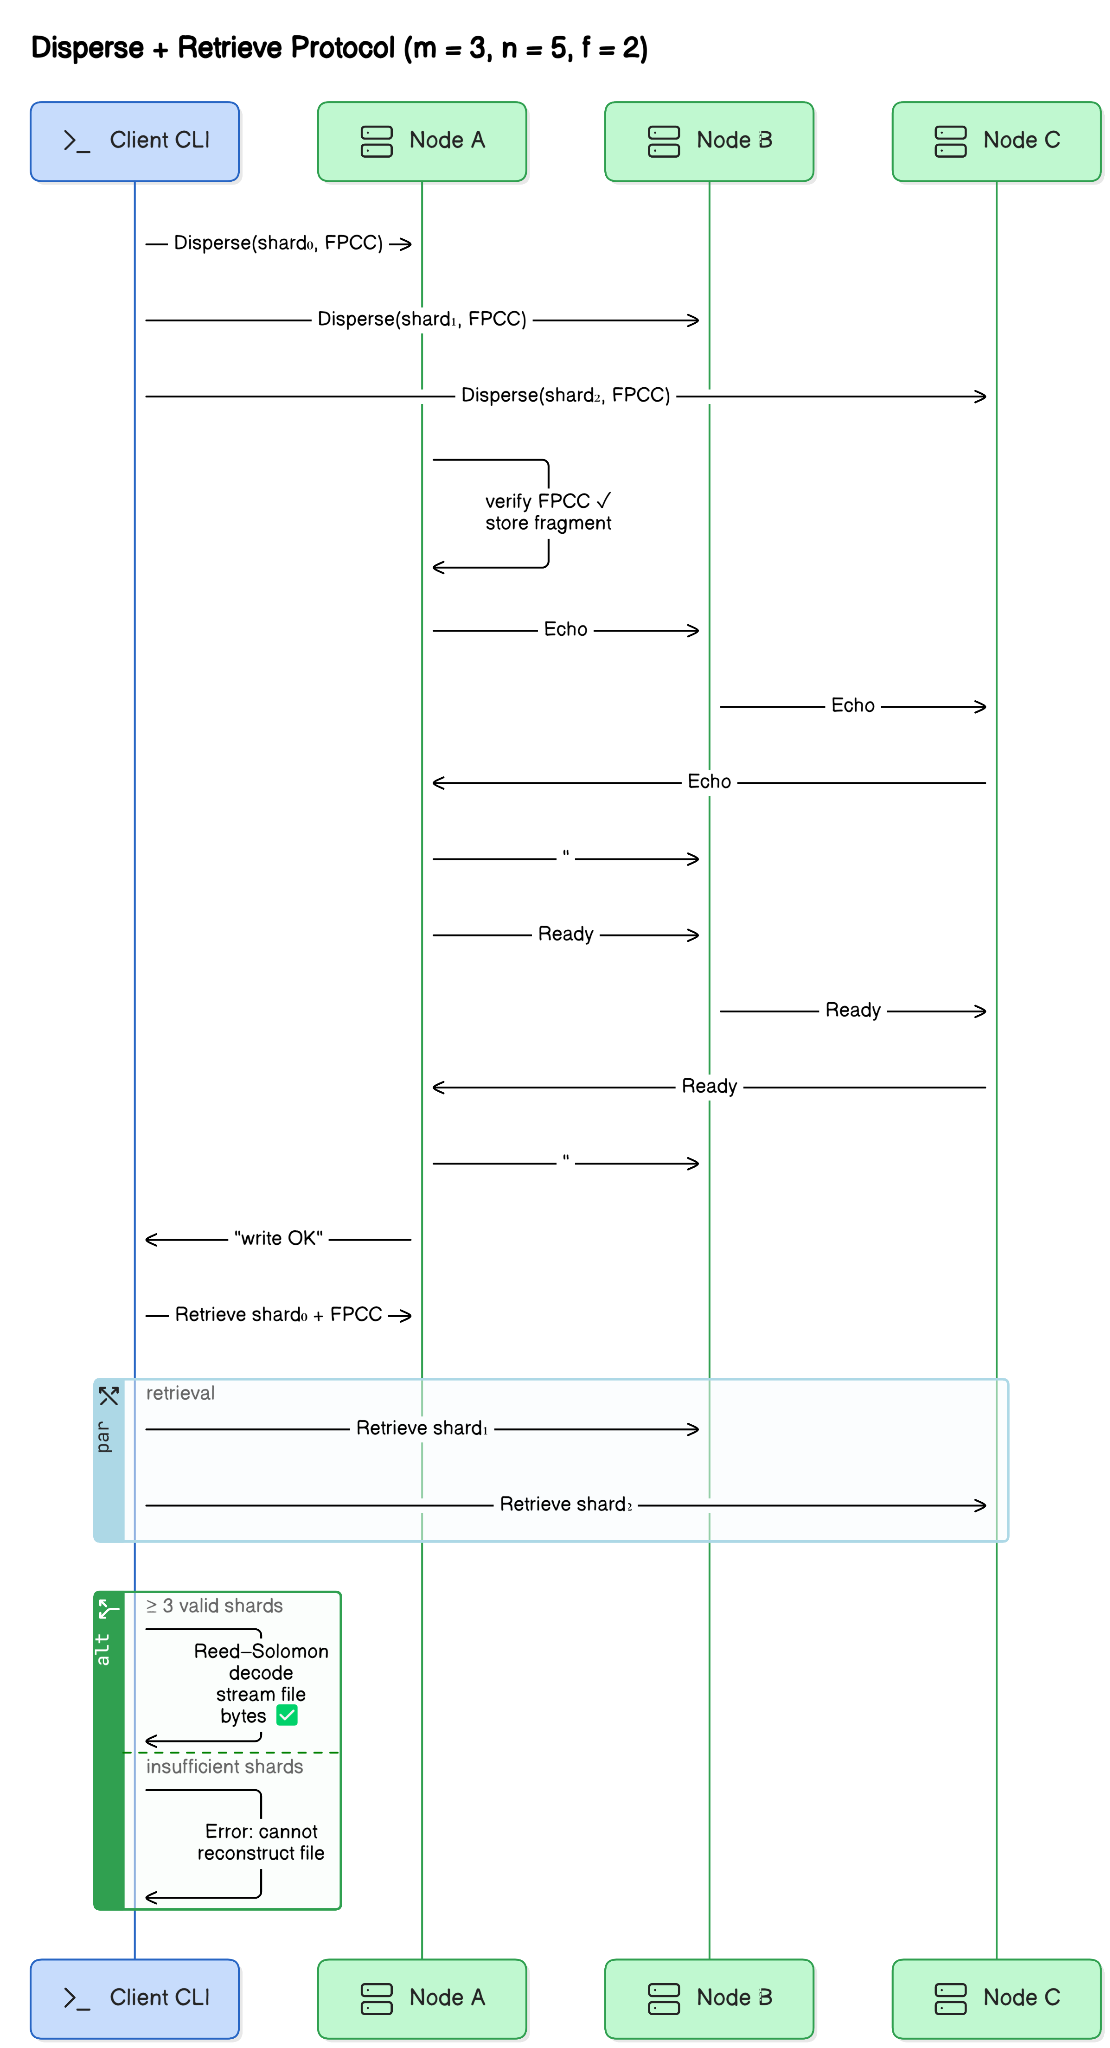 Disperse + Retrieve Protocol (m = 3, n = 5, f = 2)
Client CLI
Node A
Node B
Node C
Disperse(shard₀, FPCC)
Disperse(shard₁, FPCC)
Disperse(shard₂, FPCC)
verify FPCC ✓
store fragment
Echo
Echo
Echo
"
Ready
Ready
Ready
"
"write OK"
Retrieve shard₀ + FPCC
par
retrieval
Retrieve shard₁
Retrieve shard₂
alt
≥ 3 valid shards
Reed–Solomon
decode
stream file
bytes ✅
insufficient shards
Error: cannot
reconstruct file
Client CLI
Node A
Node B
Node C